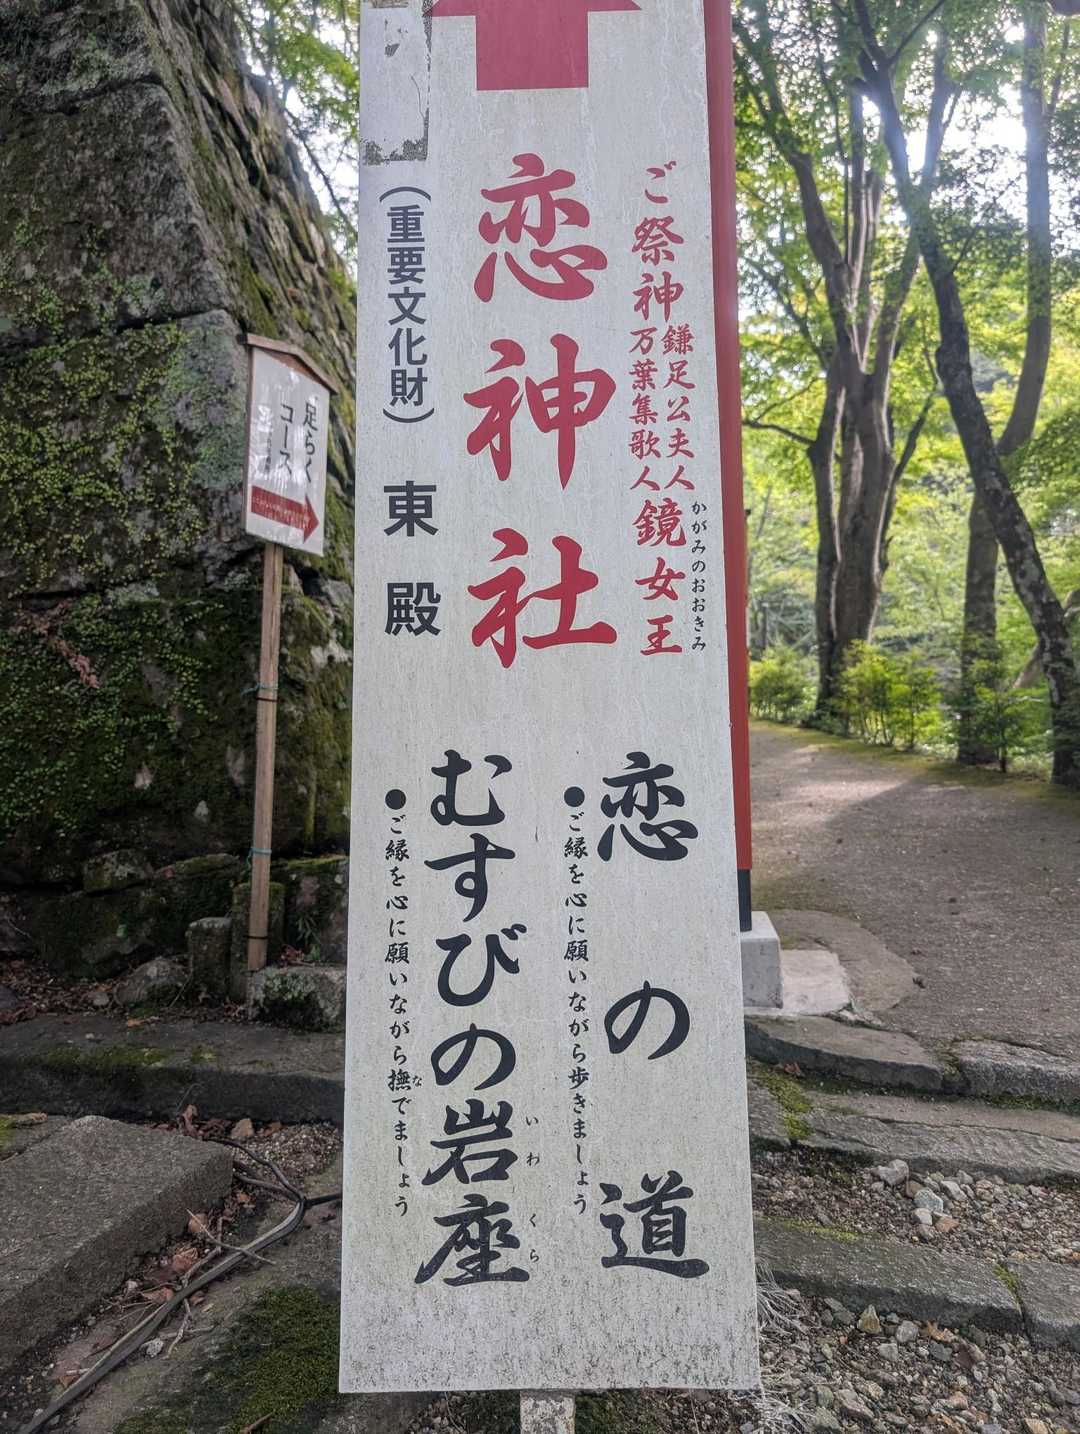 ご祭神
鎌足公夫人
万葉集歌人
鏡女王
かがみのおおきみ
恋神社
(重要文化財) 東殿
恋の道
●ご縁を心に願いながら歩きましょう
むすびの岩座
いわくら
●ご縁を心に願いながら撫でましょう
な
足らく
コース